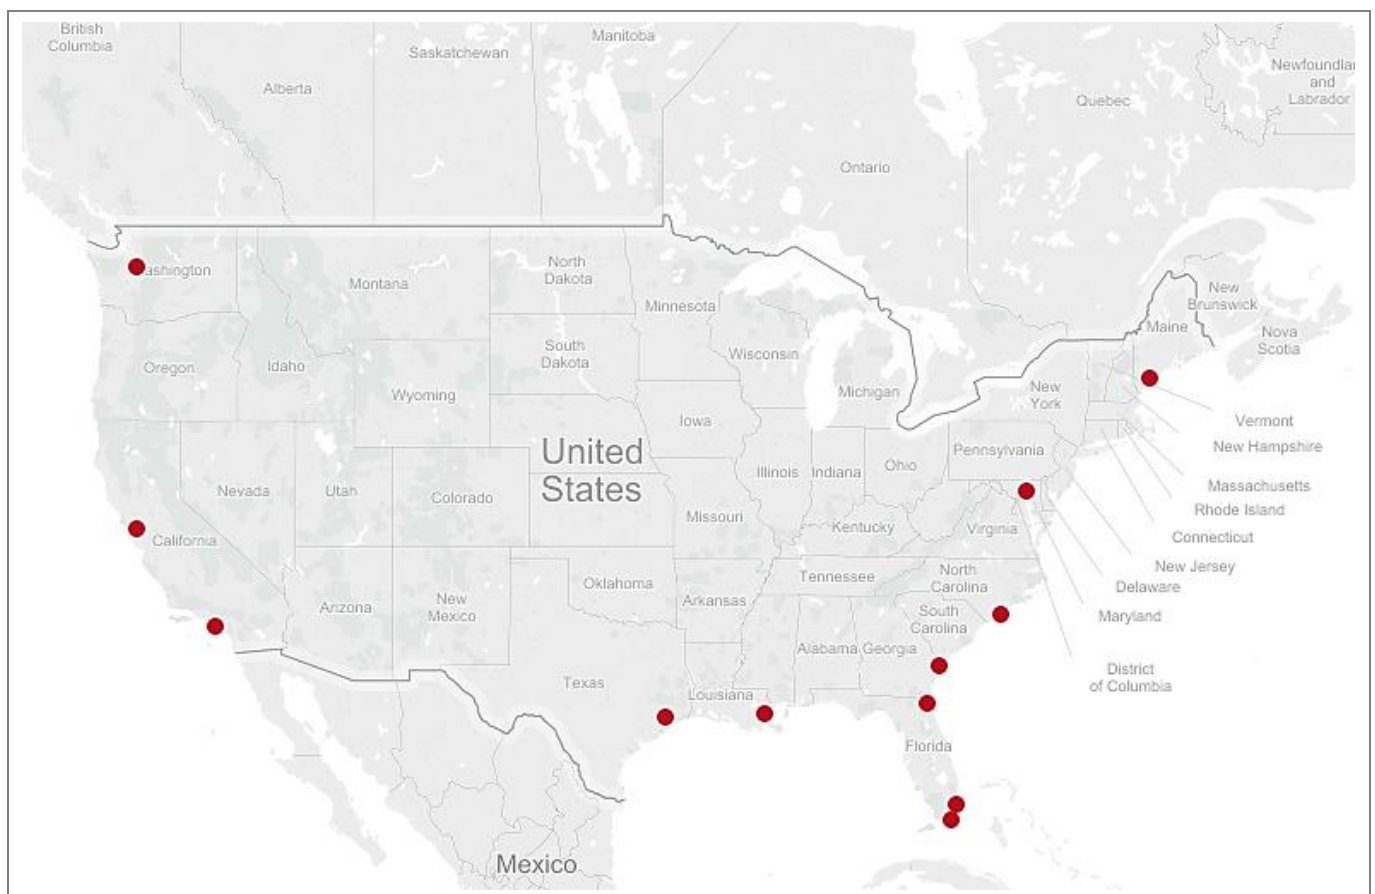 British
Columbia
Alberta
Saskatchewan
Manitoba
Ontario
Quebec
Newfoundlan
and
Labrador
ashington
Montana
North
Dakota
Minnesota
New
Brunswick
Maine
Nova
Scotia
Oregon
Idaho
South
Dakota
Wisconsin
Michigan
New
York
Wyoming
Iowa
Vermont
New Hampshire
United
States
Pennsylvania
Nevada
Utah
Colorado
Illinois
Indiana
Ohio
Massachusetts
Rhode Island
California
Missouri
Kentucky
Virginia
Connecticut
New Jersey
Oklahoma
Tennessee
North
Carolina
Delaware
Arizona
New
Mexico
Arkansas
South
Carolina
Maryland
Alabama
Georgia
Texas
Louisiana
District
of Columbia
Florida
Mexico